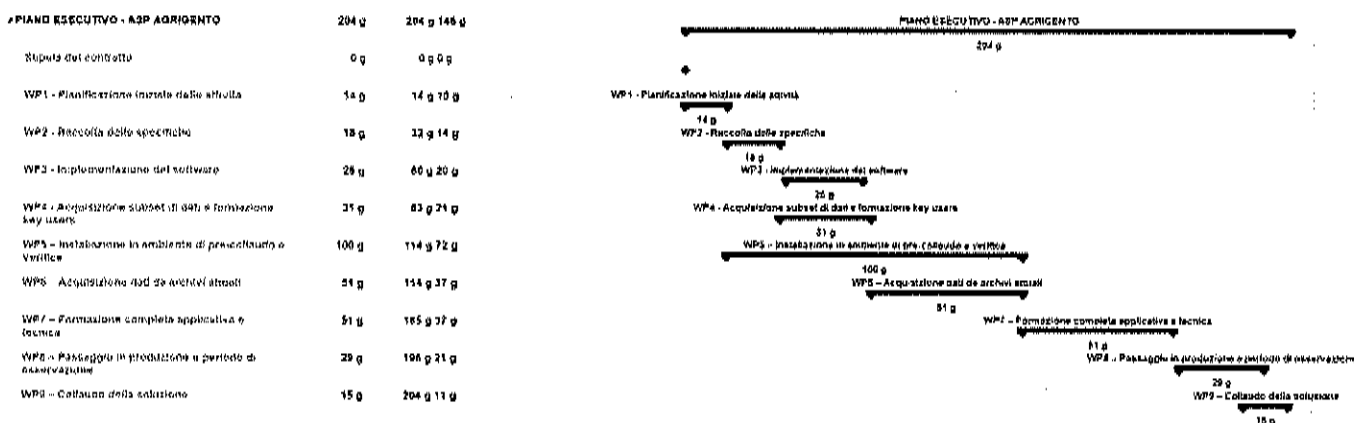 PIANO ESECUTIVO - ASP AGRIGENTO 204 g 204 g 146 g
Stipula del contratto 0 g 0 g 0 g
WP1 - Planificazione iniziale delle attività 14 g 14 g 10 g
WP2 - Raccolta delle specifiche 18 g 32 g 14 g
WP3 - Implementazione del software 26 g 60 g 20 g
WP4 - Acquisizione subset di dati e formazione key users 31 g 63 g 21 g
WP5 – Installazione in ambiente di pre-collaudo e Verifica 100 g 114 g 72 g
WP6 – Acquisizione dati da archivi attuali 51 g 114 g 37 g
WP7 – Formazione completa applicativa e tecnica 51 g 165 g 37 g
WP8 – Passaggio in produzione e periodo di osservazione 29 g 196 g 21 g
WP9 – Collaudo della soluzione 15 g 204 g 11 g
PIANO ESECUTIVO - ASP AGRIGENTO
204 g
WP1 - Planificazione iniziale delle attività
14 g
WP2 - Raccolta delle specifiche
18 g
WP3 - Implementazione del software
26 g
WP4 - Acquisizione subset di dati e formazione key users
31 g
WP5 – Installazione in ambiente di pre-collaudo e verifica
100 g
WP6 – Acquisizione dati da archivi attuali
51 g
WP7 – Formazione completa applicativa e tecnica
51 g
WP8 – Passaggio in produzione e periodo di osservazione
29 g
WP9 – Collaudo della soluzione
15 g